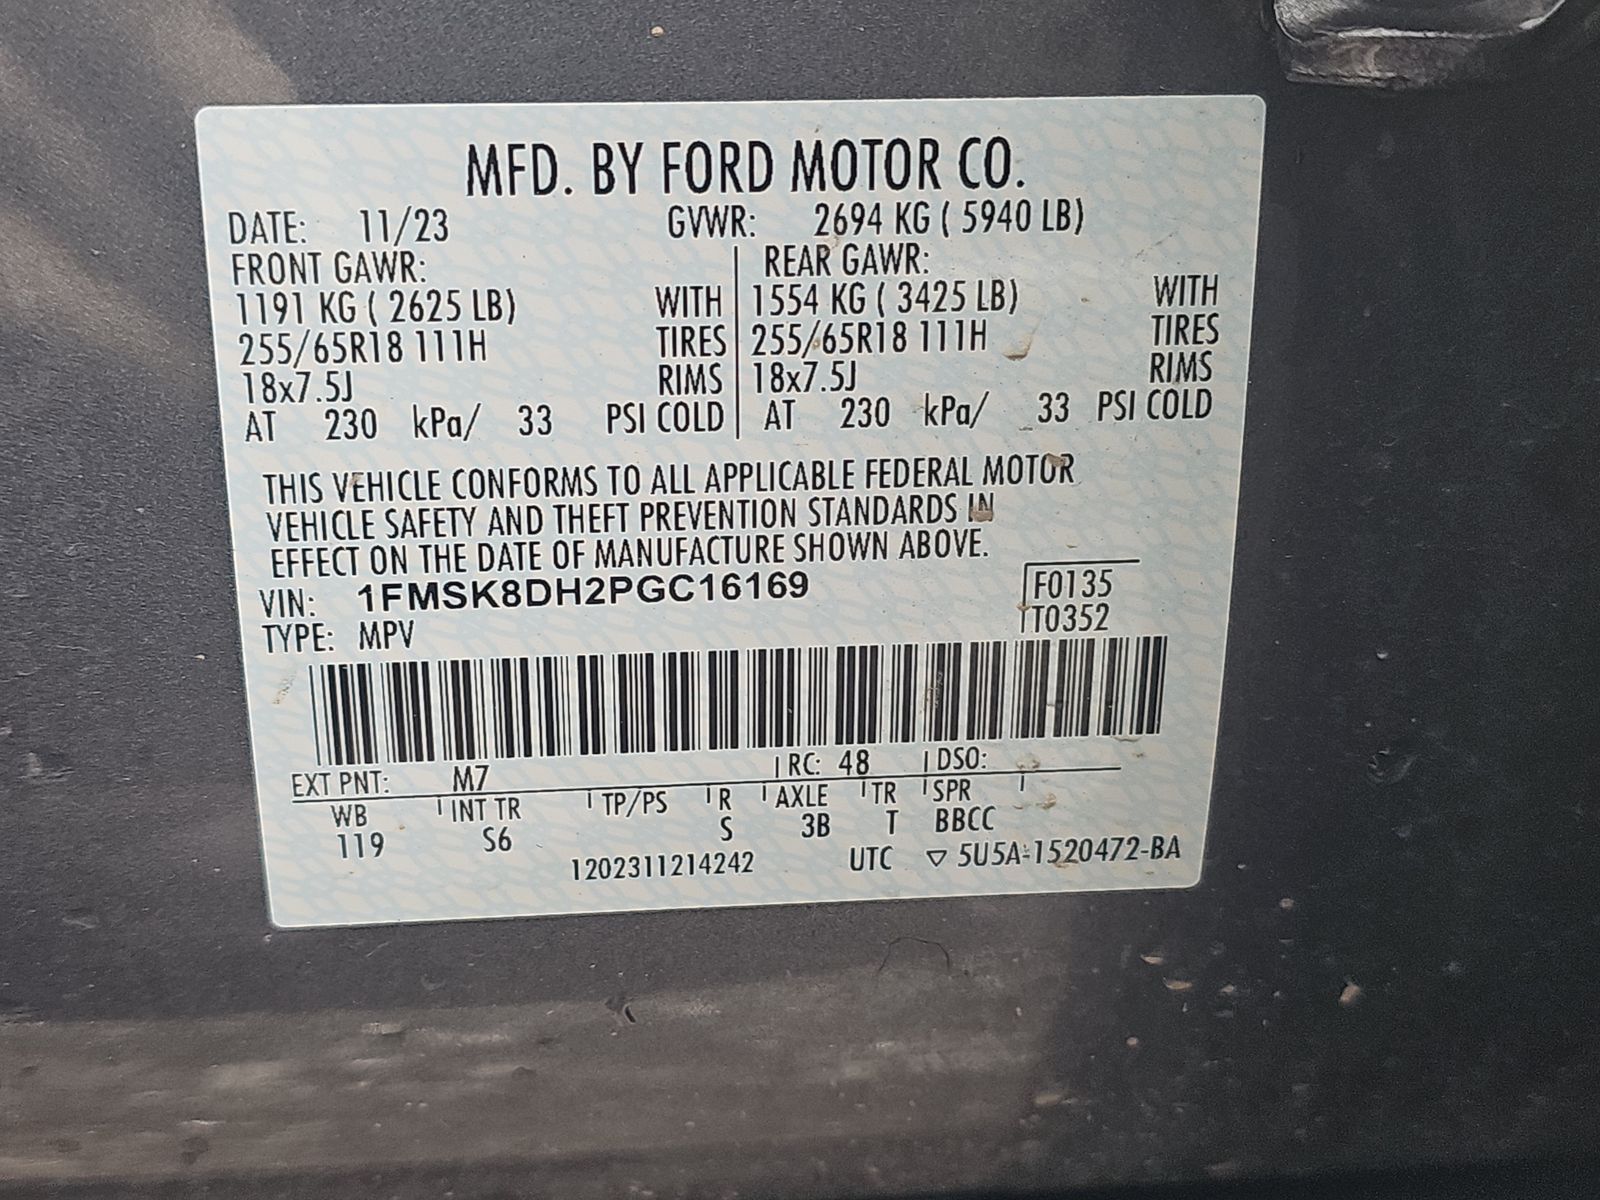 MFD. BY FORD MOTOR CO.
DATE: 11/23 GVWR: 2694 KG ( 5940 LB)
FRONT GAWR: REAR GAWR:
1191 KG ( 2625 LB) WITH 1554 KG ( 3425 LB) WITH
255/65R18 111H TIRES 255/65R18 111H TIRES
18x7.5J RIMS 18x7.5J RIMS
AT 230 kPa/ 33 PSI COLD AT 230 kPa/ 33 PSI COLD
THIS VEHICLE CONFORMS TO ALL APPLICABLE FEDERAL MOTOR
VEHICLE SAFETY AND THEFT PREVENTION STANDARDS IN
EFFECT ON THE DATE OF MANUFACTURE SHOWN ABOVE.
VIN: 1FMSK8DH2PGC16169 F0135
TYPE: MPV T0352
EXT PNT: M7 RC: 48 DSO:
WB INT TR TP/PS R AXLE TR SPR
119 S6 S 3B T BBCC
1202311214242 UTC ▽ 5U5A-1520472-BA